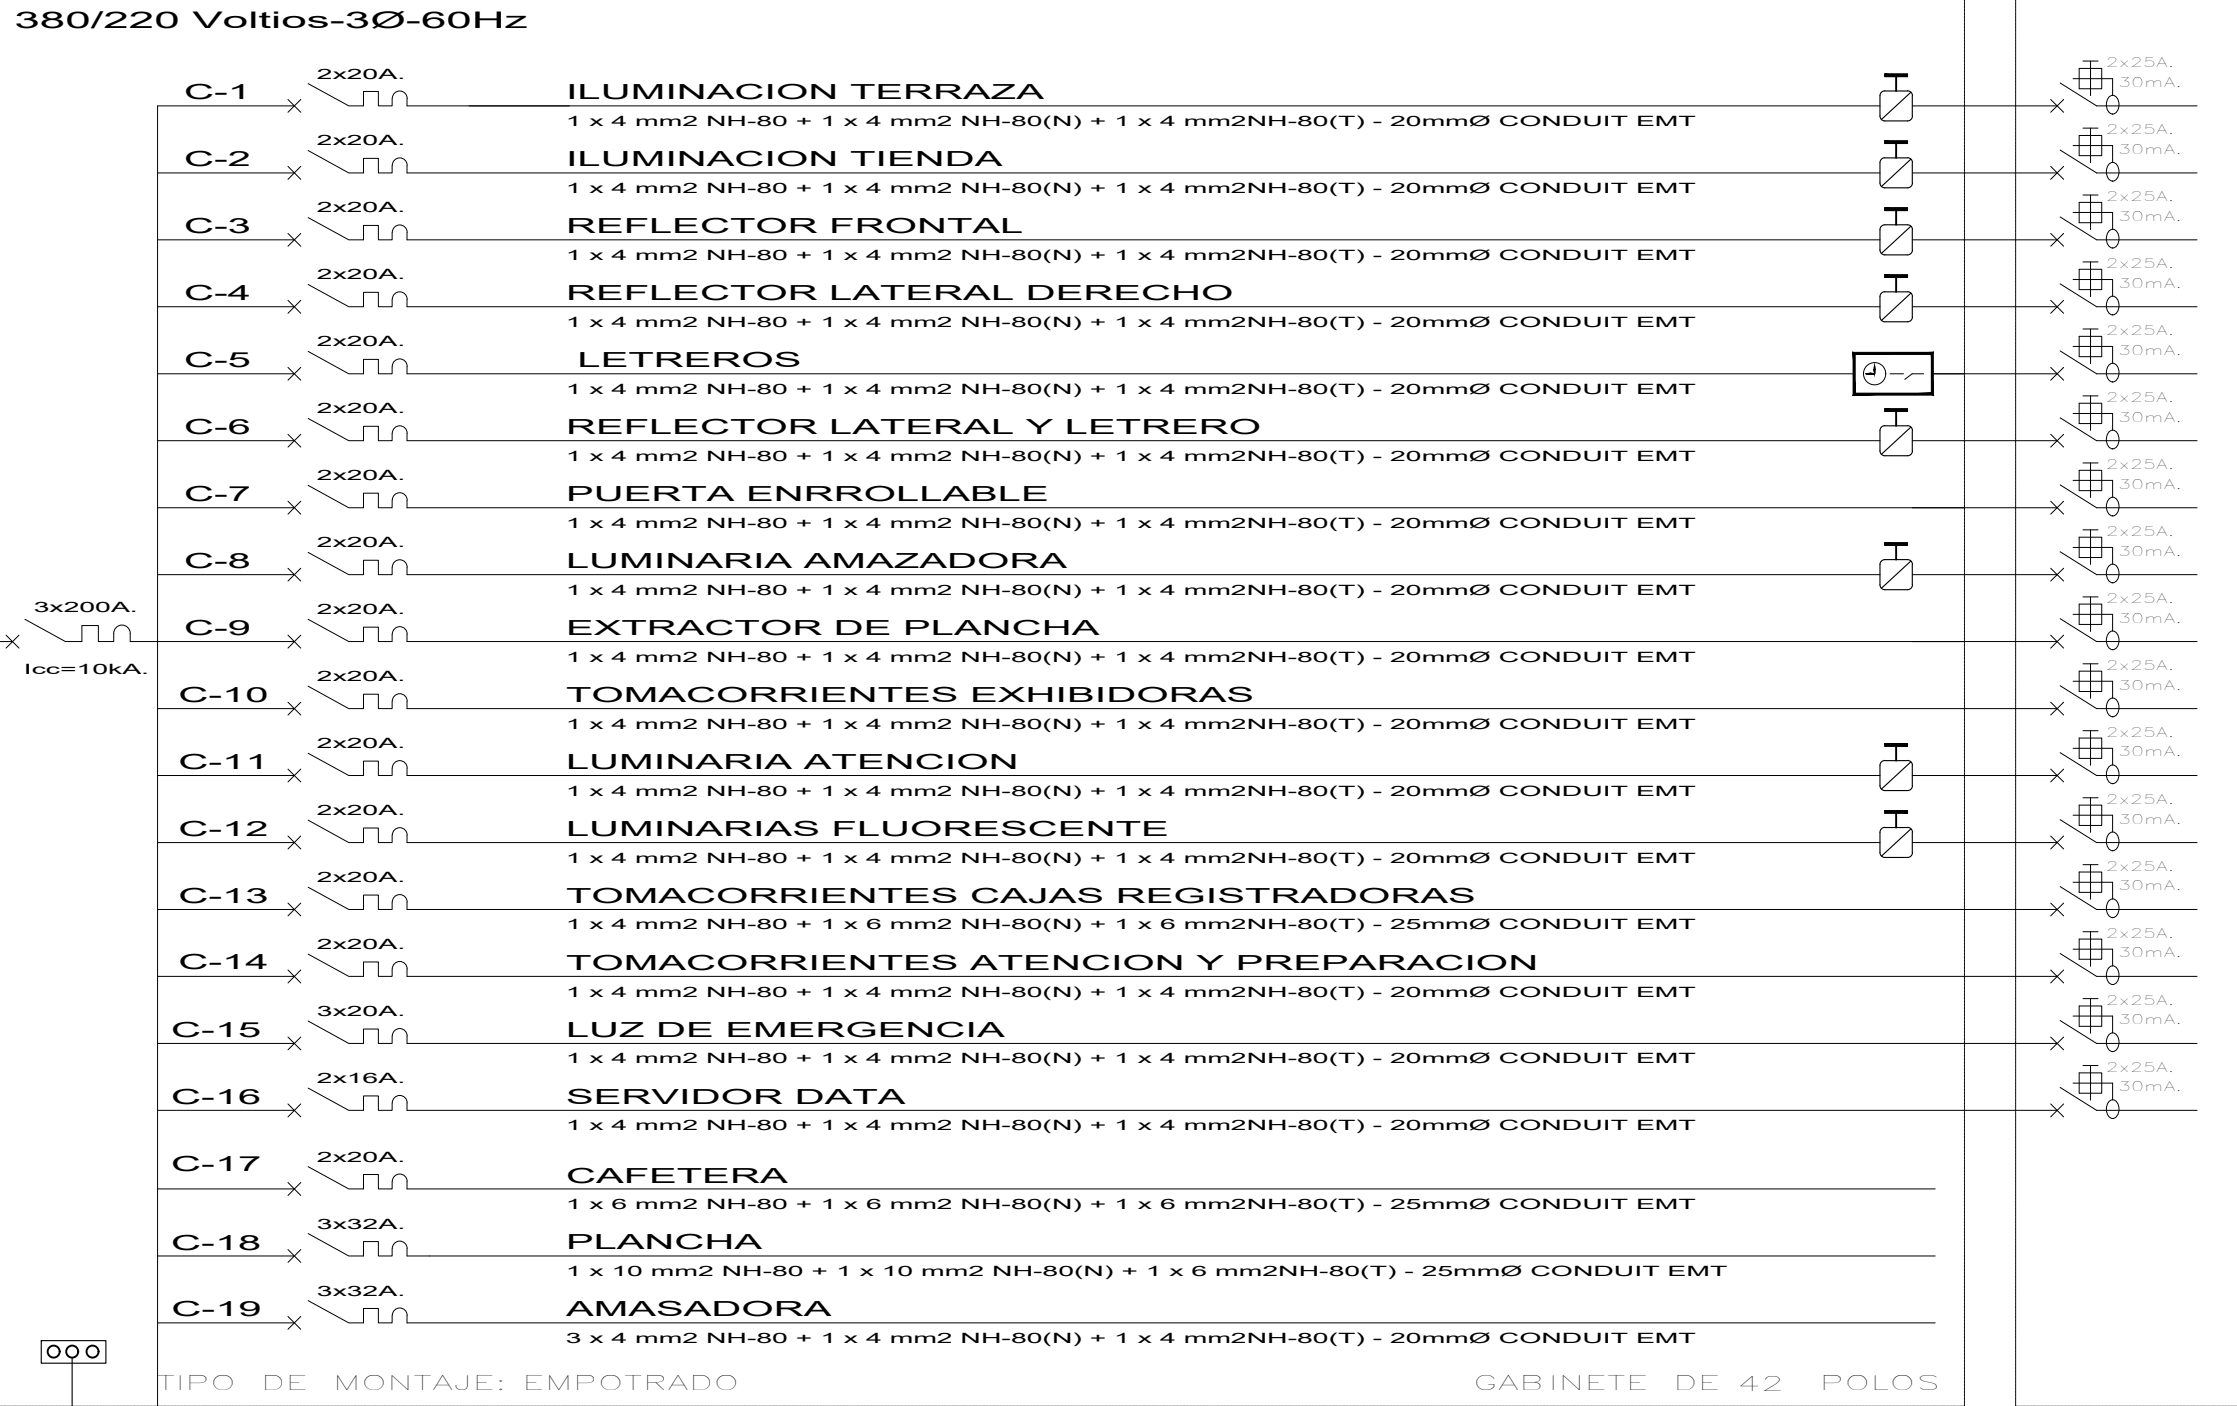 380/220 Voltios-3Ø-60Hz
C-1 2x20A. ILUMINACION TERRAZA 2x25A.
30mA.
1 x 4 mm2 NH-80 + 1 x 4 mm2 NH-80(N) + 1 x 4 mm2NH-80(T) - 20mmØ CONDUIT EMT
C-2 2x20A. ILUMINACION TIENDA 2x25A.
30mA.
1 x 4 mm2 NH-80 + 1 x 4 mm2 NH-80(N) + 1 x 4 mm2NH-80(T) - 20mmØ CONDUIT EMT
C-3 2x20A. REFLECTOR FRONTAL 2x25A.
30mA.
1 x 4 mm2 NH-80 + 1 x 4 mm2 NH-80(N) + 1 x 4 mm2NH-80(T) - 20mmØ CONDUIT EMT
C-4 2x20A. REFLECTOR LATERAL DERECHO 2x25A.
30mA.
1 x 4 mm2 NH-80 + 1 x 4 mm2 NH-80(N) + 1 x 4 mm2NH-80(T) - 20mmØ CONDUIT EMT
C-5 2x20A. LETREROS 2x25A.
30mA.
1 x 4 mm2 NH-80 + 1 x 4 mm2 NH-80(N) + 1 x 4 mm2NH-80(T) - 20mmØ CONDUIT EMT
C-6 2x20A. REFLECTOR LATERAL Y LETRERO 2x25A.
30mA.
1 x 4 mm2 NH-80 + 1 x 4 mm2 NH-80(N) + 1 x 4 mm2NH-80(T) - 20mmØ CONDUIT EMT
C-7 2x20A. PUERTA ENRROLLABLE 2x25A.
30mA.
1 x 4 mm2 NH-80 + 1 x 4 mm2 NH-80(N) + 1 x 4 mm2NH-80(T) - 20mmØ CONDUIT EMT
C-8 2x20A. LUMINARIA AMAZADORA 2x25A.
30mA.
1 x 4 mm2 NH-80 + 1 x 4 mm2 NH-80(N) + 1 x 4 mm2NH-80(T) - 20mmØ CONDUIT EMT
3x200A.
Icc=10kA.
C-9 2x20A. EXTRACTOR DE PLANCHA 2x25A.
30mA.
1 x 4 mm2 NH-80 + 1 x 4 mm2 NH-80(N) + 1 x 4 mm2NH-80(T) - 20mmØ CONDUIT EMT
C-10 2x20A. TOMACORRIENTES EXHIBIDORAS 2x25A.
30mA.
1 x 4 mm2 NH-80 + 1 x 4 mm2 NH-80(N) + 1 x 4 mm2NH-80(T) - 20mmØ CONDUIT EMT
C-11 2x20A. LUMINARIA ATENCION 2x25A.
30mA.
1 x 4 mm2 NH-80 + 1 x 4 mm2 NH-80(N) + 1 x 4 mm2NH-80(T) - 20mmØ CONDUIT EMT
C-12 2x20A. LUMINARIAS FLUORESCENTE 2x25A.
30mA.
1 x 4 mm2 NH-80 + 1 x 4 mm2 NH-80(N) + 1 x 4 mm2NH-80(T) - 20mmØ CONDUIT EMT
C-13 2x20A. TOMACORRIENTES CAJAS REGISTRADORAS 2x25A.
30mA.
1 x 4 mm2 NH-80 + 1 x 6 mm2 NH-80(N) + 1 x 6 mm2NH-80(T) - 25mmØ CONDUIT EMT
C-14 2x20A. TOMACORRIENTES ATENCION Y PREPARACION 2x25A.
30mA.
1 x 4 mm2 NH-80 + 1 x 4 mm2 NH-80(N) + 1 x 4 mm2NH-80(T) - 20mmØ CONDUIT EMT
C-15 3x20A. LUZ DE EMERGENCIA 2x25A.
30mA.
1 x 4 mm2 NH-80 + 1 x 4 mm2 NH-80(N) + 1 x 4 mm2NH-80(T) - 20mmØ CONDUIT EMT
C-16 2x16A. SERVIDOR DATA 2x25A.
30mA.
1 x 4 mm2 NH-80 + 1 x 4 mm2 NH-80(N) + 1 x 4 mm2NH-80(T) - 20mmØ CONDUIT EMT
C-17 2x20A. CAFETERA
1 x 6 mm2 NH-80 + 1 x 6 mm2 NH-80(N) + 1 x 6 mm2NH-80(T) - 25mmØ CONDUIT EMT
C-18 3x32A. PLANCHA
1 x 10 mm2 NH-80 + 1 x 10 mm2 NH-80(N) + 1 x 6 mm2NH-80(T) - 25mmØ CONDUIT EMT
C-19 3x32A. AMASADORA
3 x 4 mm2 NH-80 + 1 x 4 mm2 NH-80(N) + 1 x 4 mm2NH-80(T) - 20mmØ CONDUIT EMT
TIPO DE MONTAJE: EMPOTRADO GABINETE DE 42 POLOS